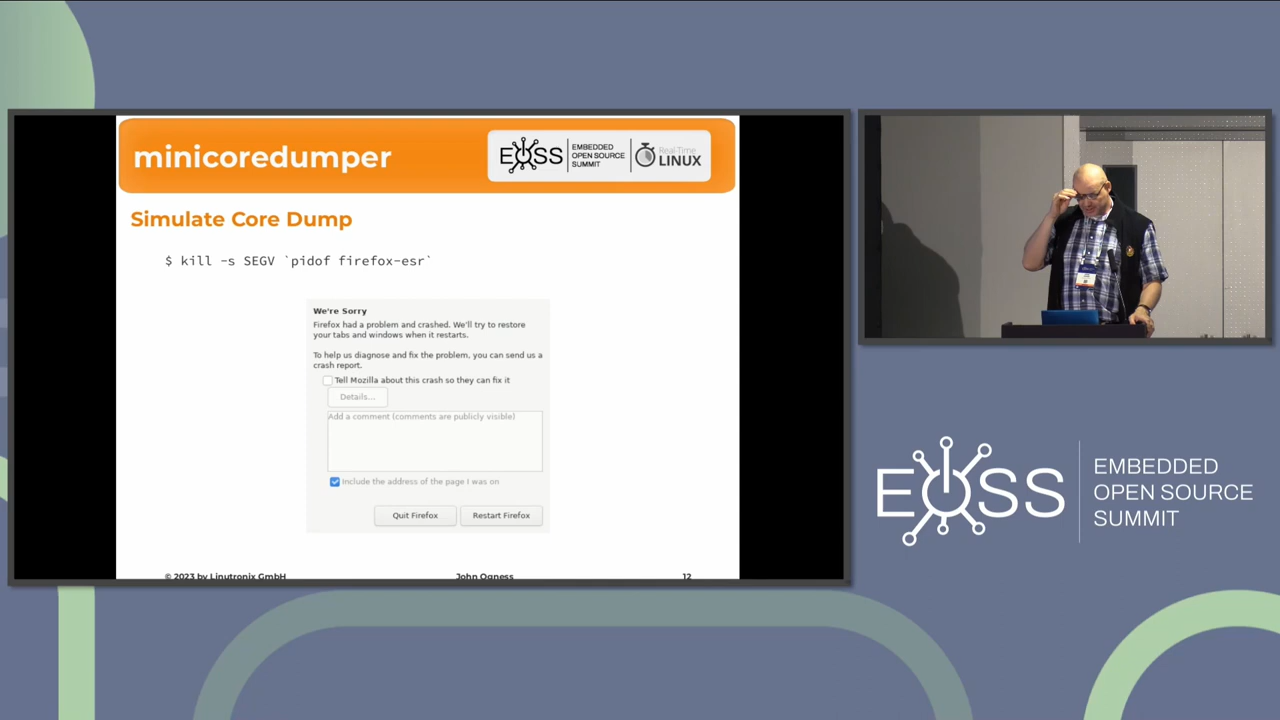 minicoredumper
EOSS
EMBEDDED
OPEN SOURCE
SUMMIT
Real-Time
LINUX
Simulate Core Dump
$ kill -s SEGV `pidof firefox-esr`
We're Sorry
Firefox had a problem and crashed. We'll try to restore
your tabs and windows when it restarts.
To help us diagnose and fix the problem, you can send us a
crash report.
Tell Mozilla about this crash so they can fix it
Details...
Add a comment (comments are publicly visible)
Include the address of the page I was on
Quit Firefox
Restart Firefox
© 2023 by Linutronix GmbH
John Ogness
12
EOSS
EMBEDDED
OPEN SOURCE
SUMMIT